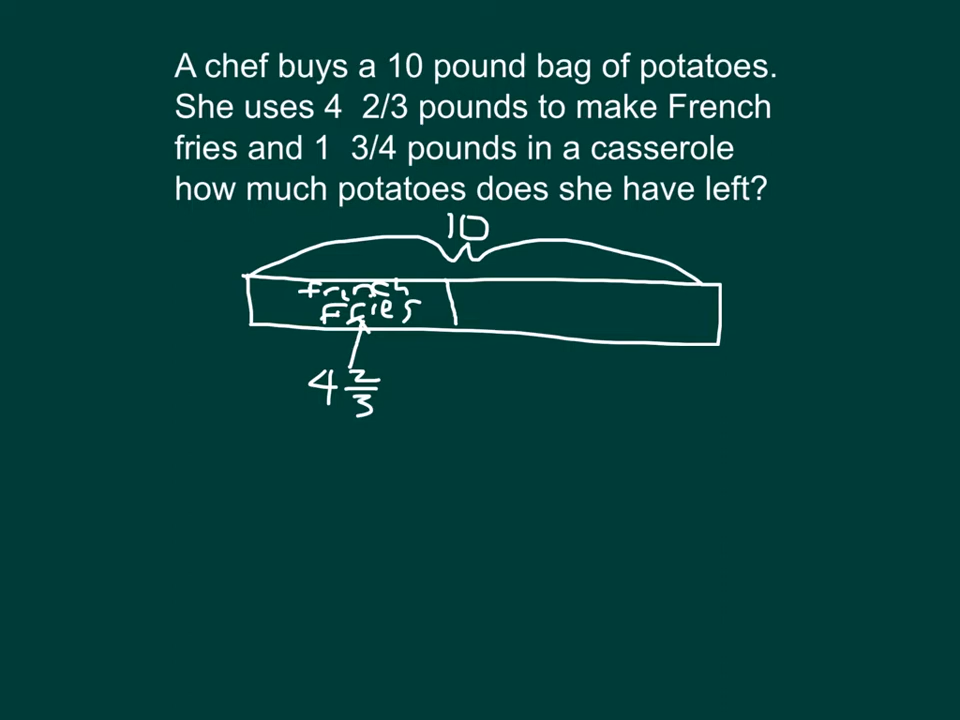 A chef buys a 10 pound bag of potatoes.
She uses 4  2/3 pounds to make French
fries and 1  3/4 pounds in a casserole
how much potatoes does she have left?
10
french
Fries
4 2/3